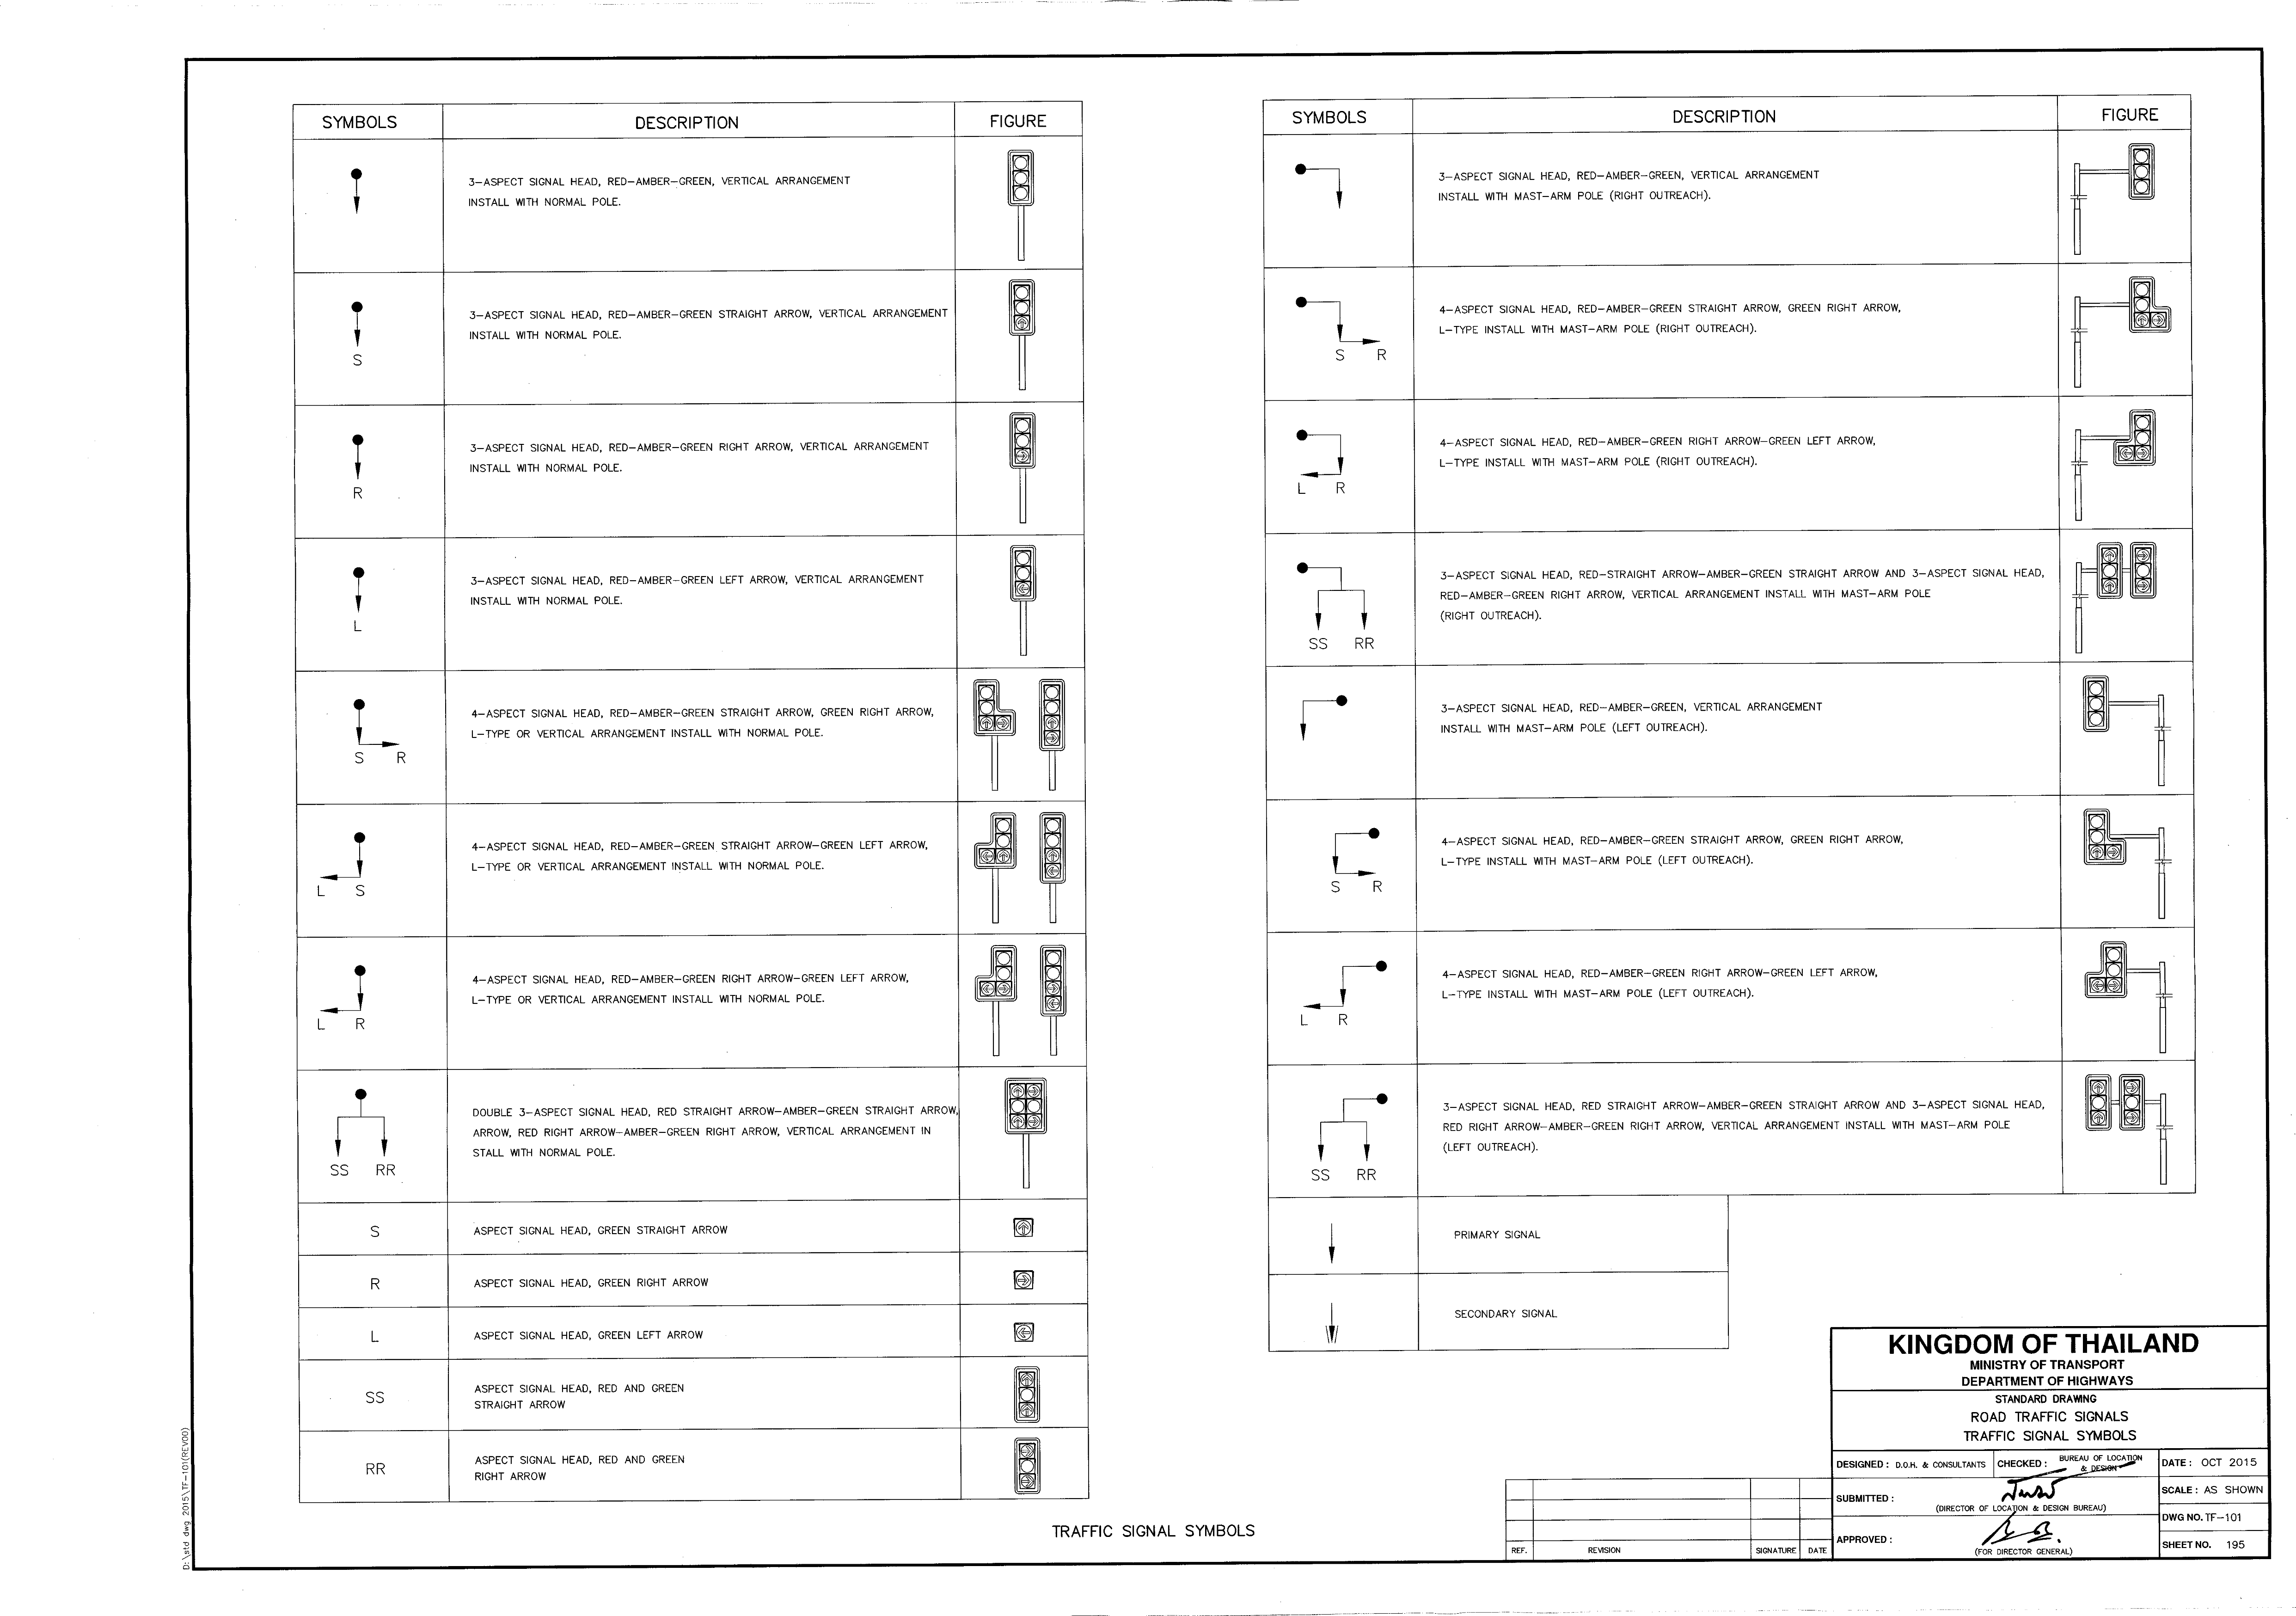 SYMBOLS DESCRIPTION FIGURE
3-ASPECT SIGNAL HEAD, RED-AMBER-GREEN, VERTICAL ARRANGEMENT
INSTALL WITH NORMAL POLE.
3-ASPECT SIGNAL HEAD, RED-AMBER-GREEN STRAIGHT ARROW, VERTICAL ARRANGEMENT
INSTALL WITH NORMAL POLE.
S
3-ASPECT SIGNAL HEAD, RED-AMBER-GREEN RIGHT ARROW, VERTICAL ARRANGEMENT
INSTALL WITH NORMAL POLE.
R
3-ASPECT SIGNAL HEAD, RED-AMBER-GREEN LEFT ARROW, VERTICAL ARRANGEMENT
INSTALL WITH NORMAL POLE.
L
4-ASPECT SIGNAL HEAD, RED-AMBER-GREEN STRAIGHT ARROW, GREEN RIGHT ARROW,
L-TYPE OR VERTICAL ARRANGEMENT INSTALL WITH NORMAL POLE.
S R
4-ASPECT SIGNAL HEAD, RED-AMBER-GREEN STRAIGHT ARROW-GREEN LEFT ARROW,
L-TYPE OR VERTICAL ARRANGEMENT INSTALL WITH NORMAL POLE.
L S
4-ASPECT SIGNAL HEAD, RED-AMBER-GREEN RIGHT ARROW-GREEN LEFT ARROW,
L-TYPE OR VERTICAL ARRANGEMENT INSTALL WITH NORMAL POLE.
L R
DOUBLE 3-ASPECT SIGNAL HEAD, RED STRAIGHT ARROW-AMBER-GREEN STRAIGHT ARROW,
ARROW, RED RIGHT ARROW-AMBER-GREEN RIGHT ARROW, VERTICAL ARRANGEMENT IN
STALL WITH NORMAL POLE.
SS RR
S ASPECT SIGNAL HEAD, GREEN STRAIGHT ARROW
R ASPECT SIGNAL HEAD, GREEN RIGHT ARROW
L ASPECT SIGNAL HEAD, GREEN LEFT ARROW
SS ASPECT SIGNAL HEAD, RED AND GREEN
STRAIGHT ARROW
RR ASPECT SIGNAL HEAD, RED AND GREEN
RIGHT ARROW
SYMBOLS DESCRIPTION FIGURE
3-ASPECT SIGNAL HEAD, RED-AMBER-GREEN, VERTICAL ARRANGEMENT
INSTALL WITH MAST-ARM POLE (RIGHT OUTREACH).
4-ASPECT SIGNAL HEAD, RED-AMBER-GREEN STRAIGHT ARROW, GREEN RIGHT ARROW,
L-TYPE INSTALL WITH MAST-ARM POLE (RIGHT OUTREACH).
S R
4-ASPECT SIGNAL HEAD, RED-AMBER-GREEN RIGHT ARROW-GREEN LEFT ARROW,
L-TYPE INSTALL WITH MAST-ARM POLE (RIGHT OUTREACH).
L R
3-ASPECT SIGNAL HEAD, RED-STRAIGHT ARROW-AMBER-GREEN STRAIGHT ARROW AND 3-ASPECT SIGNAL HEAD,
RED-AMBER-GREEN RIGHT ARROW, VERTICAL ARRANGEMENT INSTALL WITH MAST-ARM POLE
(RIGHT OUTREACH).
SS RR
3-ASPECT SIGNAL HEAD, RED-AMBER-GREEN, VERTICAL ARRANGEMENT
INSTALL WITH MAST-ARM POLE (LEFT OUTREACH).
4-ASPECT SIGNAL HEAD, RED-AMBER-GREEN STRAIGHT ARROW, GREEN RIGHT ARROW,
L-TYPE INSTALL WITH MAST-ARM POLE (LEFT OUTREACH).
S R
4-ASPECT SIGNAL HEAD, RED-AMBER-GREEN RIGHT ARROW-GREEN LEFT ARROW,
L-TYPE INSTALL WITH MAST-ARM POLE (LEFT OUTREACH).
L R
3-ASPECT SIGNAL HEAD, RED STRAIGHT ARROW-AMBER-GREEN STRAIGHT ARROW AND 3-ASPECT SIGNAL HEAD,
RED RIGHT ARROW-AMBER-GREEN RIGHT ARROW, VERTICAL ARRANGEMENT INSTALL WITH MAST-ARM POLE
(LEFT OUTREACH).
SS RR
PRIMARY SIGNAL
SECONDARY SIGNAL
TRAFFIC SIGNAL SYMBOLS
REF. REVISION SIGNATURE DATE
KINGDOM OF THAILAND
MINISTRY OF TRANSPORT
DEPARTMENT OF HIGHWAYS
STANDARD DRAWING
ROAD TRAFFIC SIGNALS
TRAFFIC SIGNAL SYMBOLS
DESIGNED : D.O.H. & CONSULTANTS
CHECKED : BUREAU OF LOCATION
& DESIGN
DATE : OCT 2015
SUBMITTED :
(DIRECTOR OF LOCATION & DESIGN BUREAU)
SCALE : AS SHOWN
DWG NO. TF-101
APPROVED :
(FOR DIRECTOR GENERAL)
SHEET NO. 195
D:\std dwg 2015\TF-101(REV00)